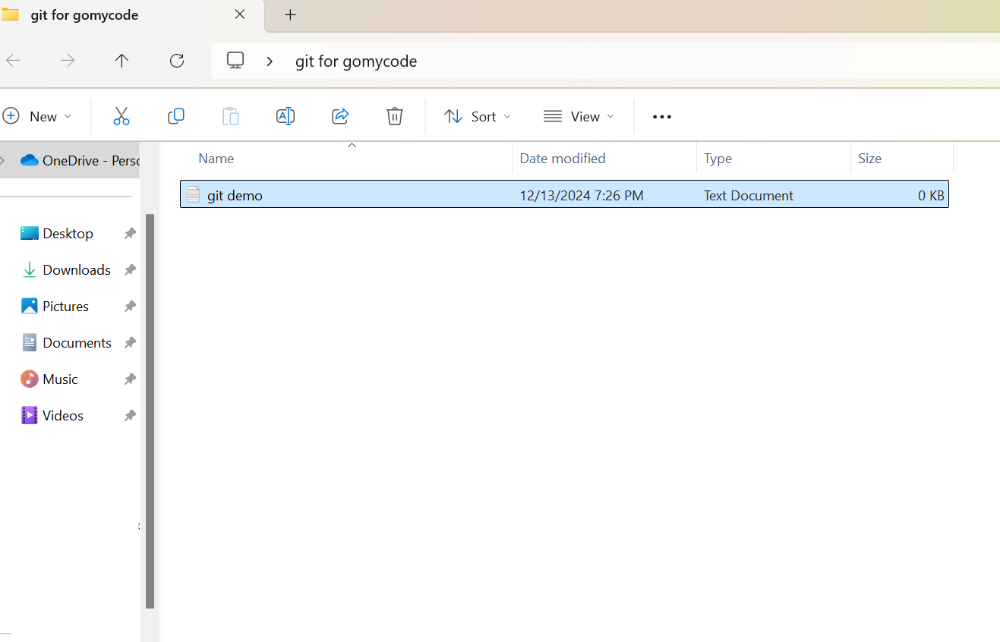 git for gomycode
git for gomycode
New
Sort
View
OneDrive - Perso
Name
Date modified
Type
Size
git demo
12/13/2024 7:26 PM
Text Document
0 KB
Desktop
Downloads
Pictures
Documents
Music
Videos